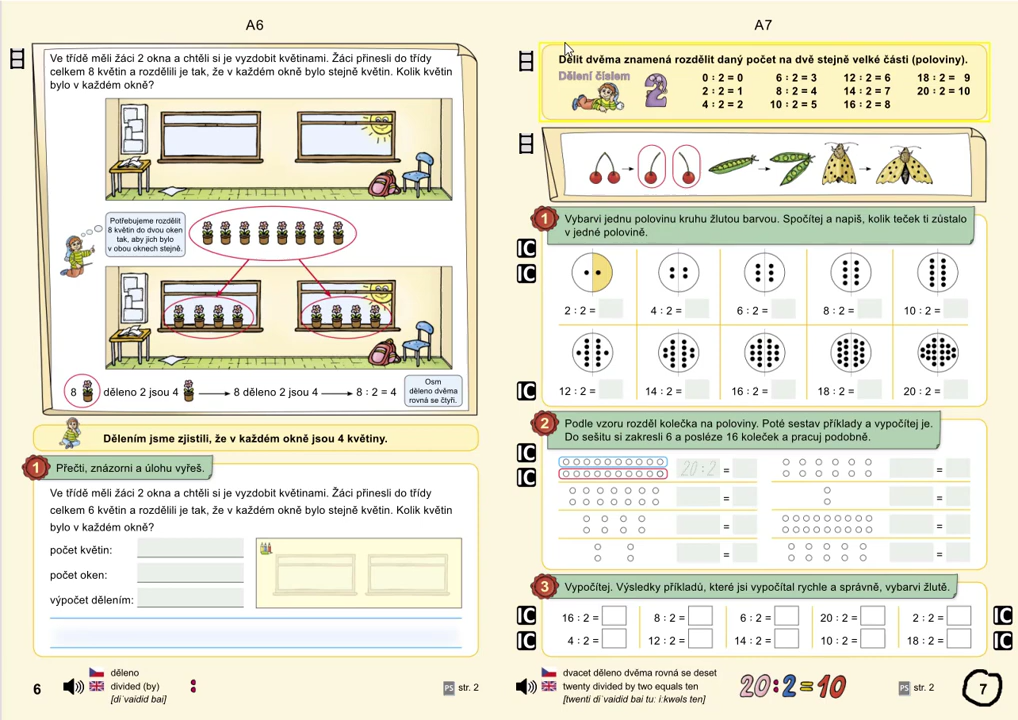 A6
Ve třídě měli žáci 2 okna a chtěli si je vyzdobit květinami. Žáci přinesli do třídy
celkem 8 květin a rozdělili je tak, že v každém okně bylo stejně květin. Kolik květin
bylo v každém okně?
Potřebujeme rozdělit
8 květin do dvou oken
tak, aby jich bylo
v obou oknech stejně.
8 děleno 2 jsou 4 8 děleno 2 jsou 4 8 : 2 = 4
Osm
děleno dvěma
rovná se čtyři.
Dělením jsme zjistili, že v každém okně jsou 4 květiny.
1 Přečti, znázorni a úlohu vyřeš.
Ve třídě měli žáci 2 okna a chtěli si je vyzdobit květinami. Žáci přinesli do třídy
celkem 6 květin a rozdělili je tak, že v každém okně bylo stejně květin. Kolik květin
bylo v každém okně?
počet květin:
počet oken:
výpočet dělením:
děleno
divided (by)
[diˈvaidid bai]
:
6
PS str. 2
A7
Dělit dvěma znamená rozdělit daný počet na dvě stejně velké části (poloviny).
Dělení číslem 2
0 : 2 = 0 6 : 2 = 3 12 : 2 = 6 18 : 2 = 9
2 : 2 = 1 8 : 2 = 4 14 : 2 = 7 20 : 2 = 10
4 : 2 = 2 10 : 2 = 5 16 : 2 = 8
1 Vybarvi jednu polovinu kruhu žlutou barvou. Spočítej a napiš, kolik teček ti zůstalo
v jedné polovině.
IC
IC
2 : 2 = 4 : 2 = 6 : 2 = 8 : 2 = 10 : 2 =
IC
12 : 2 = 14 : 2 = 16 : 2 = 18 : 2 = 20 : 2 =
2 Podle vzoru rozděl kolečka na poloviny. Poté sestav příklady a vypočítej je.
Do sešitu si zakresli 6 a posléze 16 koleček a pracuj podobně.
IC
IC
20:2 = =
= =
= =
= =
3 Vypočítej. Výsledky příkladů, které jsi vypočítal rychle a správně, vybarvi žlutě.
IC 16 : 2 = 8 : 2 = 6 : 2 = 20 : 2 = 2 : 2 = IC
IC 4 : 2 = 12 : 2 = 14 : 2 = 10 : 2 = 18 : 2 = IC
dvacet děleno dvěma rovná se deset
twenty divided by two equals ten
[twenti diˈvaidid bai tuː iːkwəls ten]
20:2=10
PS str. 2
7